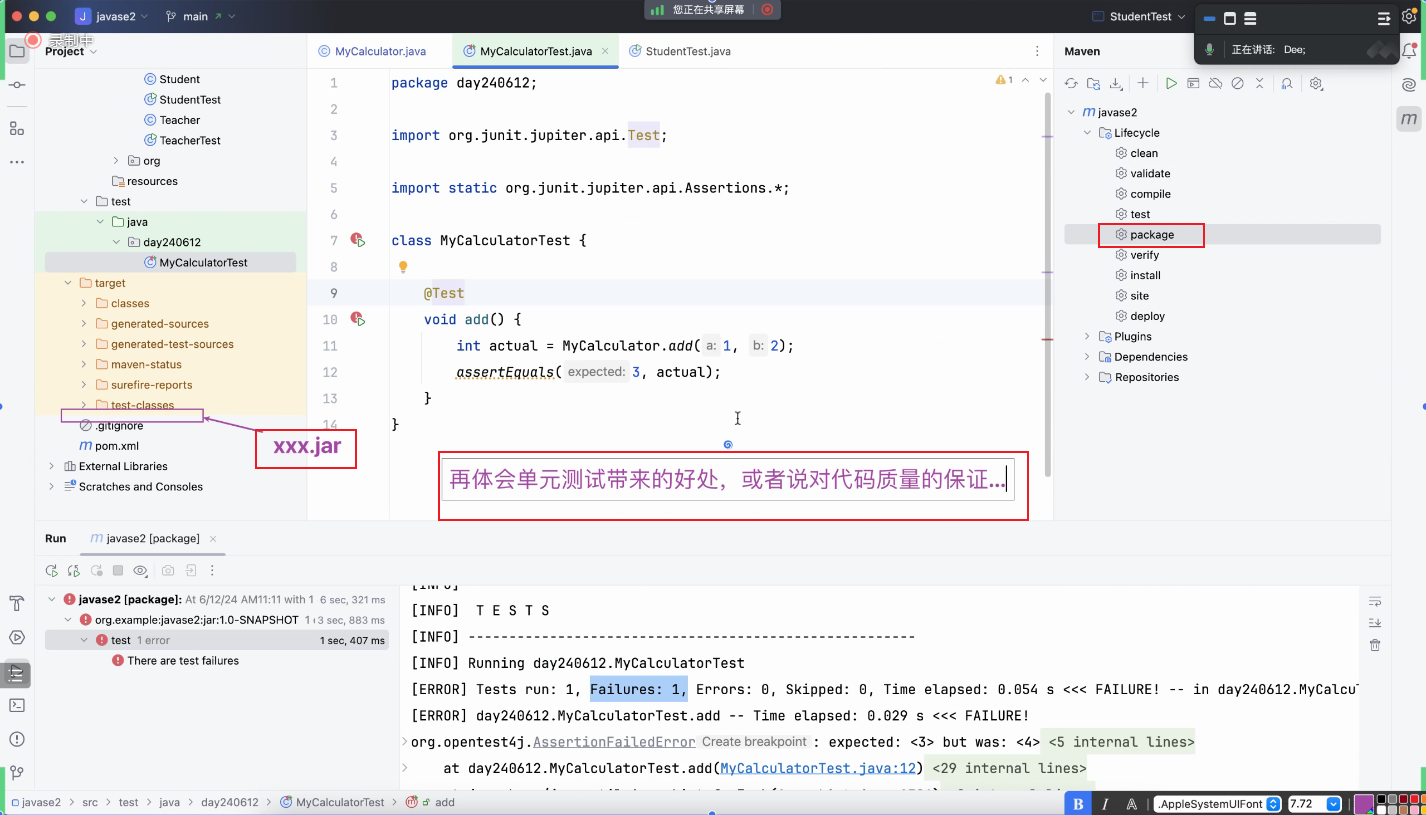 javase2
main
您正在共享屏幕
StudentTest
正在讲话: Dee;
录制中
Project
MyCalculator.java
MyCalculatorTest.java
StudentTest.java
Maven
Student
StudentTest
Teacher
TeacherTest
org
resources
test
java
day240612
MyCalculatorTest
target
classes
generated-sources
generated-test-sources
maven-status
surefire-reports
test-classes
.gitignore
pom.xml
External Libraries
Scratches and Consoles
xxx.jar
1 package day240612;
2
3 import org.junit.jupiter.api.Test;
4
5 import static org.junit.jupiter.api.Assertions.*;
6
7 class MyCalculatorTest {
8
9 @Test
10 void add() {
11 int actual = MyCalculator.add( a: 1, b: 2);
12 assertEquals( expected: 3, actual);
13 }
14 }
1
再体会单元测试带来的好处，或者说对代码质量的保证...
javase2
Lifecycle
clean
validate
compile
test
package
verify
install
site
deploy
Plugins
Dependencies
Repositories
Run
javase2 [package]
javase2 [package]: At 6/12/24 AM11:11 with 1 6 sec, 321 ms
org.example:javase2:jar:1.0-SNAPSHOT 3 sec, 883 ms
test 1 error 1 sec, 407 ms
There are test failures
[INFO]
[INFO] T E S T S
[INFO] -------------------------------------------------------
[INFO] Running day240612.MyCalculatorTest
[ERROR] Tests run: 1, Failures: 1, Errors: 0, Skipped: 0, Time elapsed: 0.054 s <<< FAILURE! -- in day240612.MyCalcul
[ERROR] day240612.MyCalculatorTest.add -- Time elapsed: 0.029 s <<< FAILURE!
org.opentest4j.AssertionFailedError Create breakpoint : expected: <3> but was: <4> <5 internal lines>
at day240612.MyCalculatorTest.add(MyCalculatorTest.java:12) <29 internal lines>
javase2 > src > test > java > day240612 > MyCalculatorTest > add
B I A .AppleSystemUIFont 7.72